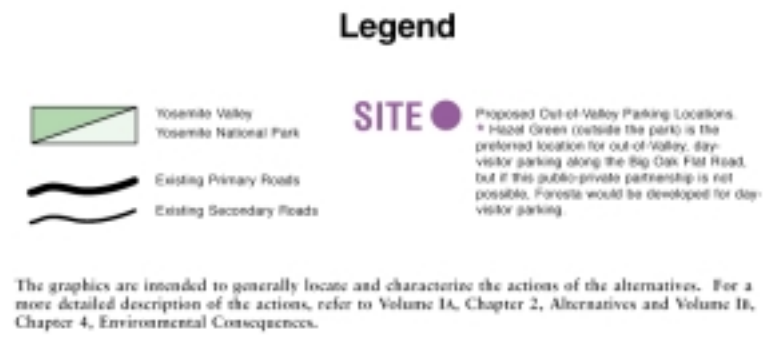 Legend
Yosemite Valley
Yosemite National Park
Existing Primary Roads
Existing Secondary Roads
SITE
Proposed Out-of-Valley Parking Locations.
* Hazel Green (outside the park) is the
preferred location for out-of-Valley, day-
visitor parking along the Big Oak Flat Road,
but if this public-private partnership is not
possible, Foresta would be developed for day-
visitor parking.
The graphics are intended to generally locate and characterize the actions of the alternatives. For a
more detailed description of the actions, refer to Volume IA, Chapter 2, Alternatives and Volume IB,
Chapter 4, Environmental Consequences.